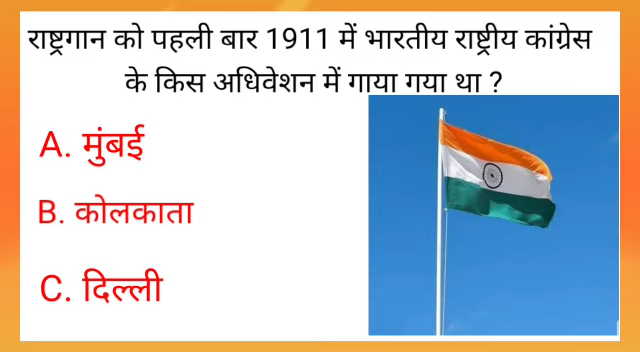 राष्ट्रगान को पहली बार 1911 में भारतीय राष्ट्रीय कांग्रेस
के किस अधिवेशन में गाया गया था ?
A. मुंबई
B. कोलकाता
C. दिल्ली